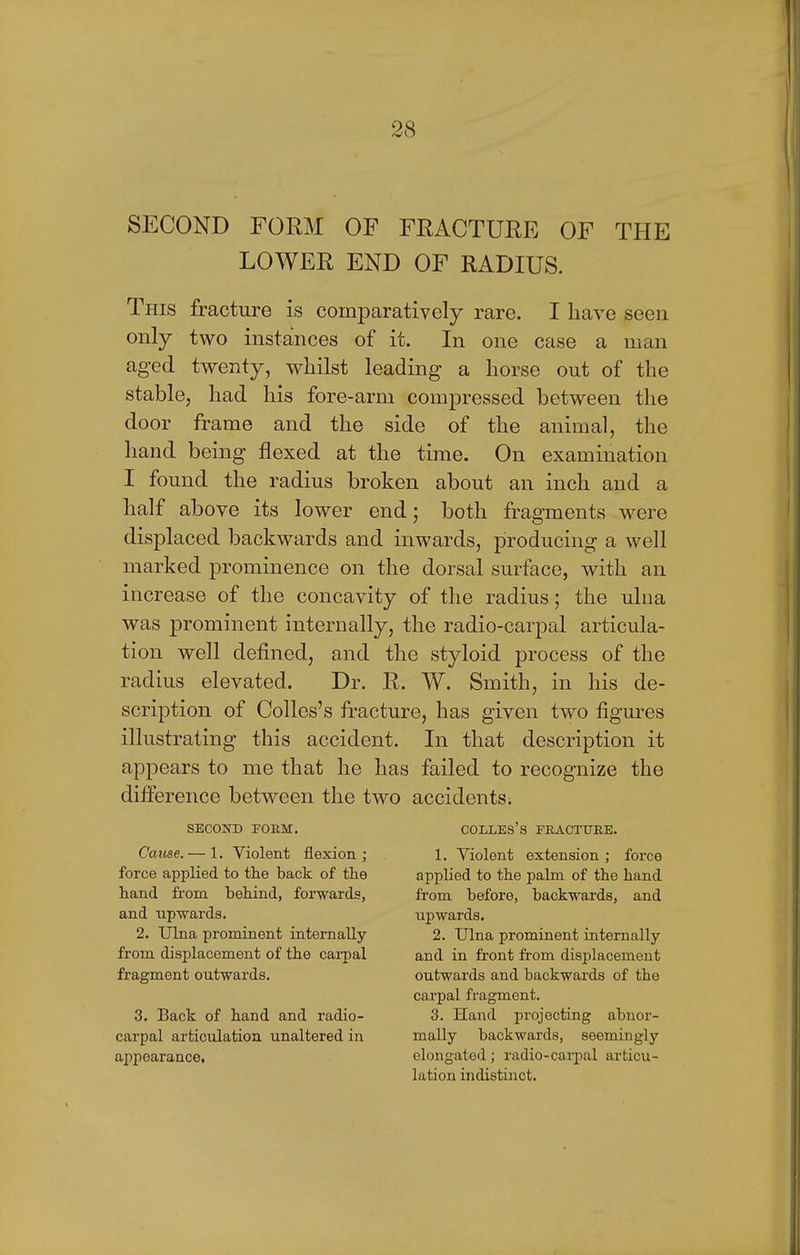 28
SECOND FORM OF FRACTURE OF THE
LOWER END OF RADIUS.
This fracture is comparatively rare. I have seen
only two instances of it. In one case a man
aged twenty, whilst leading a horse out of the
stable, had his fore-arm compressed between the
door frame and the side of the animal, the
hand being flexed at the time. On examination
I found the radius broken about an inch and a
half above its lower end; both fragments were
displaced backwards and inwards, producing a well
marked prominence on the dorsal surface, with an
increase of the concavity of the radius; the ulna
was prominent internally, the radio-carpal articula-
tion well defined, and the styloid process of the
radius elevated. Dr. R. W. Smith, in his de-
scription of Colles's fracture, has given two figures
illustrating this accident. In that description it
appears to me that he has failed to recognize the
difference between the two accidents.
SECOND FORM.
Cause.—1. Violent flexion;
force applied to the back of the
hand from behind, forwards,
and upwards.
2. Ulna prominent internally
from displacement of the carpal
fragment outwards.
3. Back of hand and radio-
carpal articulation unaltered in
appearance.
COLLES'S FRACTURE.
1. Violent extension; force
applied to the palm of the hand
from before, backwards, and
upwards.
2. Ulna prominent internally
and in front from displacement
outwards and backwards of the
carpal fragment.
3. Hand projecting abnor-
mally backwards, seemingly
elongated; radio-carpal articu-
lation indistinct.